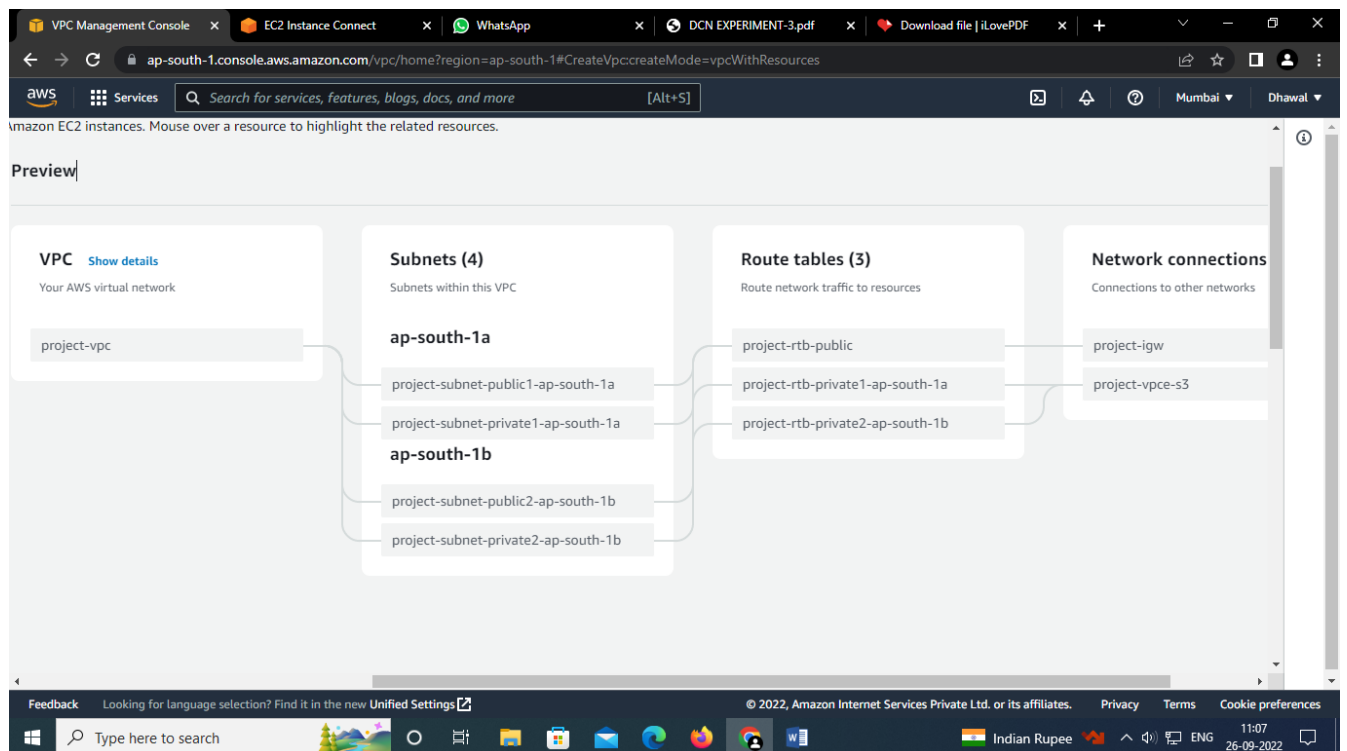 VPC Management Console
EC2 Instance Connect
WhatsApp
DCN EXPERIMENT-3.pdf
Download file | iLovePDF
ap-south-1.console.aws.amazon.com/vpc/home?region=ap-south-1#CreateVpc:createMode=vpcWithResources
aws
Services
Search for services, features, blogs, docs, and more
[Alt+S]
Mumbai
Dhawal
Amazon EC2 instances. Mouse over a resource to highlight the related resources.
Preview
VPC Show details
Your AWS virtual network
project-vpc
Subnets (4)
Subnets within this VPC
ap-south-1a
project-subnet-public1-ap-south-1a
project-subnet-private1-ap-south-1a
ap-south-1b
project-subnet-public2-ap-south-1b
project-subnet-private2-ap-south-1b
Route tables (3)
Route network traffic to resources
project-rtb-public
project-rtb-private1-ap-south-1a
project-rtb-private2-ap-south-1b
Network connections
Connections to other networks
project-igw
project-vpce-s3
Feedback
Looking for language selection? Find it in the new Unified Settings
© 2022, Amazon Internet Services Private Ltd. or its affiliates.
Privacy
Terms
Cookie preferences
Type here to search
Indian Rupee
ENG
11:07
26-09-2022